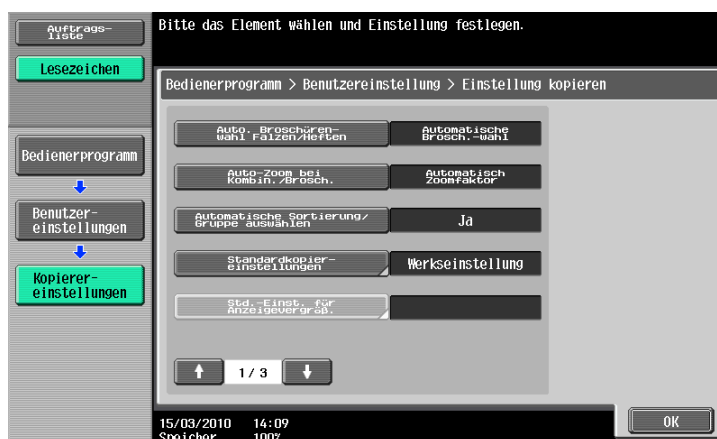 Auftrags-
liste
Bitte das Element wählen und Einstellung festlegen.
Lesezeichen
Bedienerprogramm > Benutzereinstellung > Einstellung kopieren
Auto. Broschüren-
wahl Falzen/Heften
Automatische
Brosch.-wahl
Bedienerprogramm
Auto-Zoom bei
Kombin./Brosch.
Automatisch
Zoomfaktor
Benutzer-
einstellungen
Automatische Sortierung/
Gruppe auswählen
Ja
Standardkopier-
einstellungen
Werkseinstellung
Kopierer-
einstellungen
Std.-Einst. für
Anzeigevergröß.
1/ 3
15/03/2010 14:09
Speicher 100%
OK